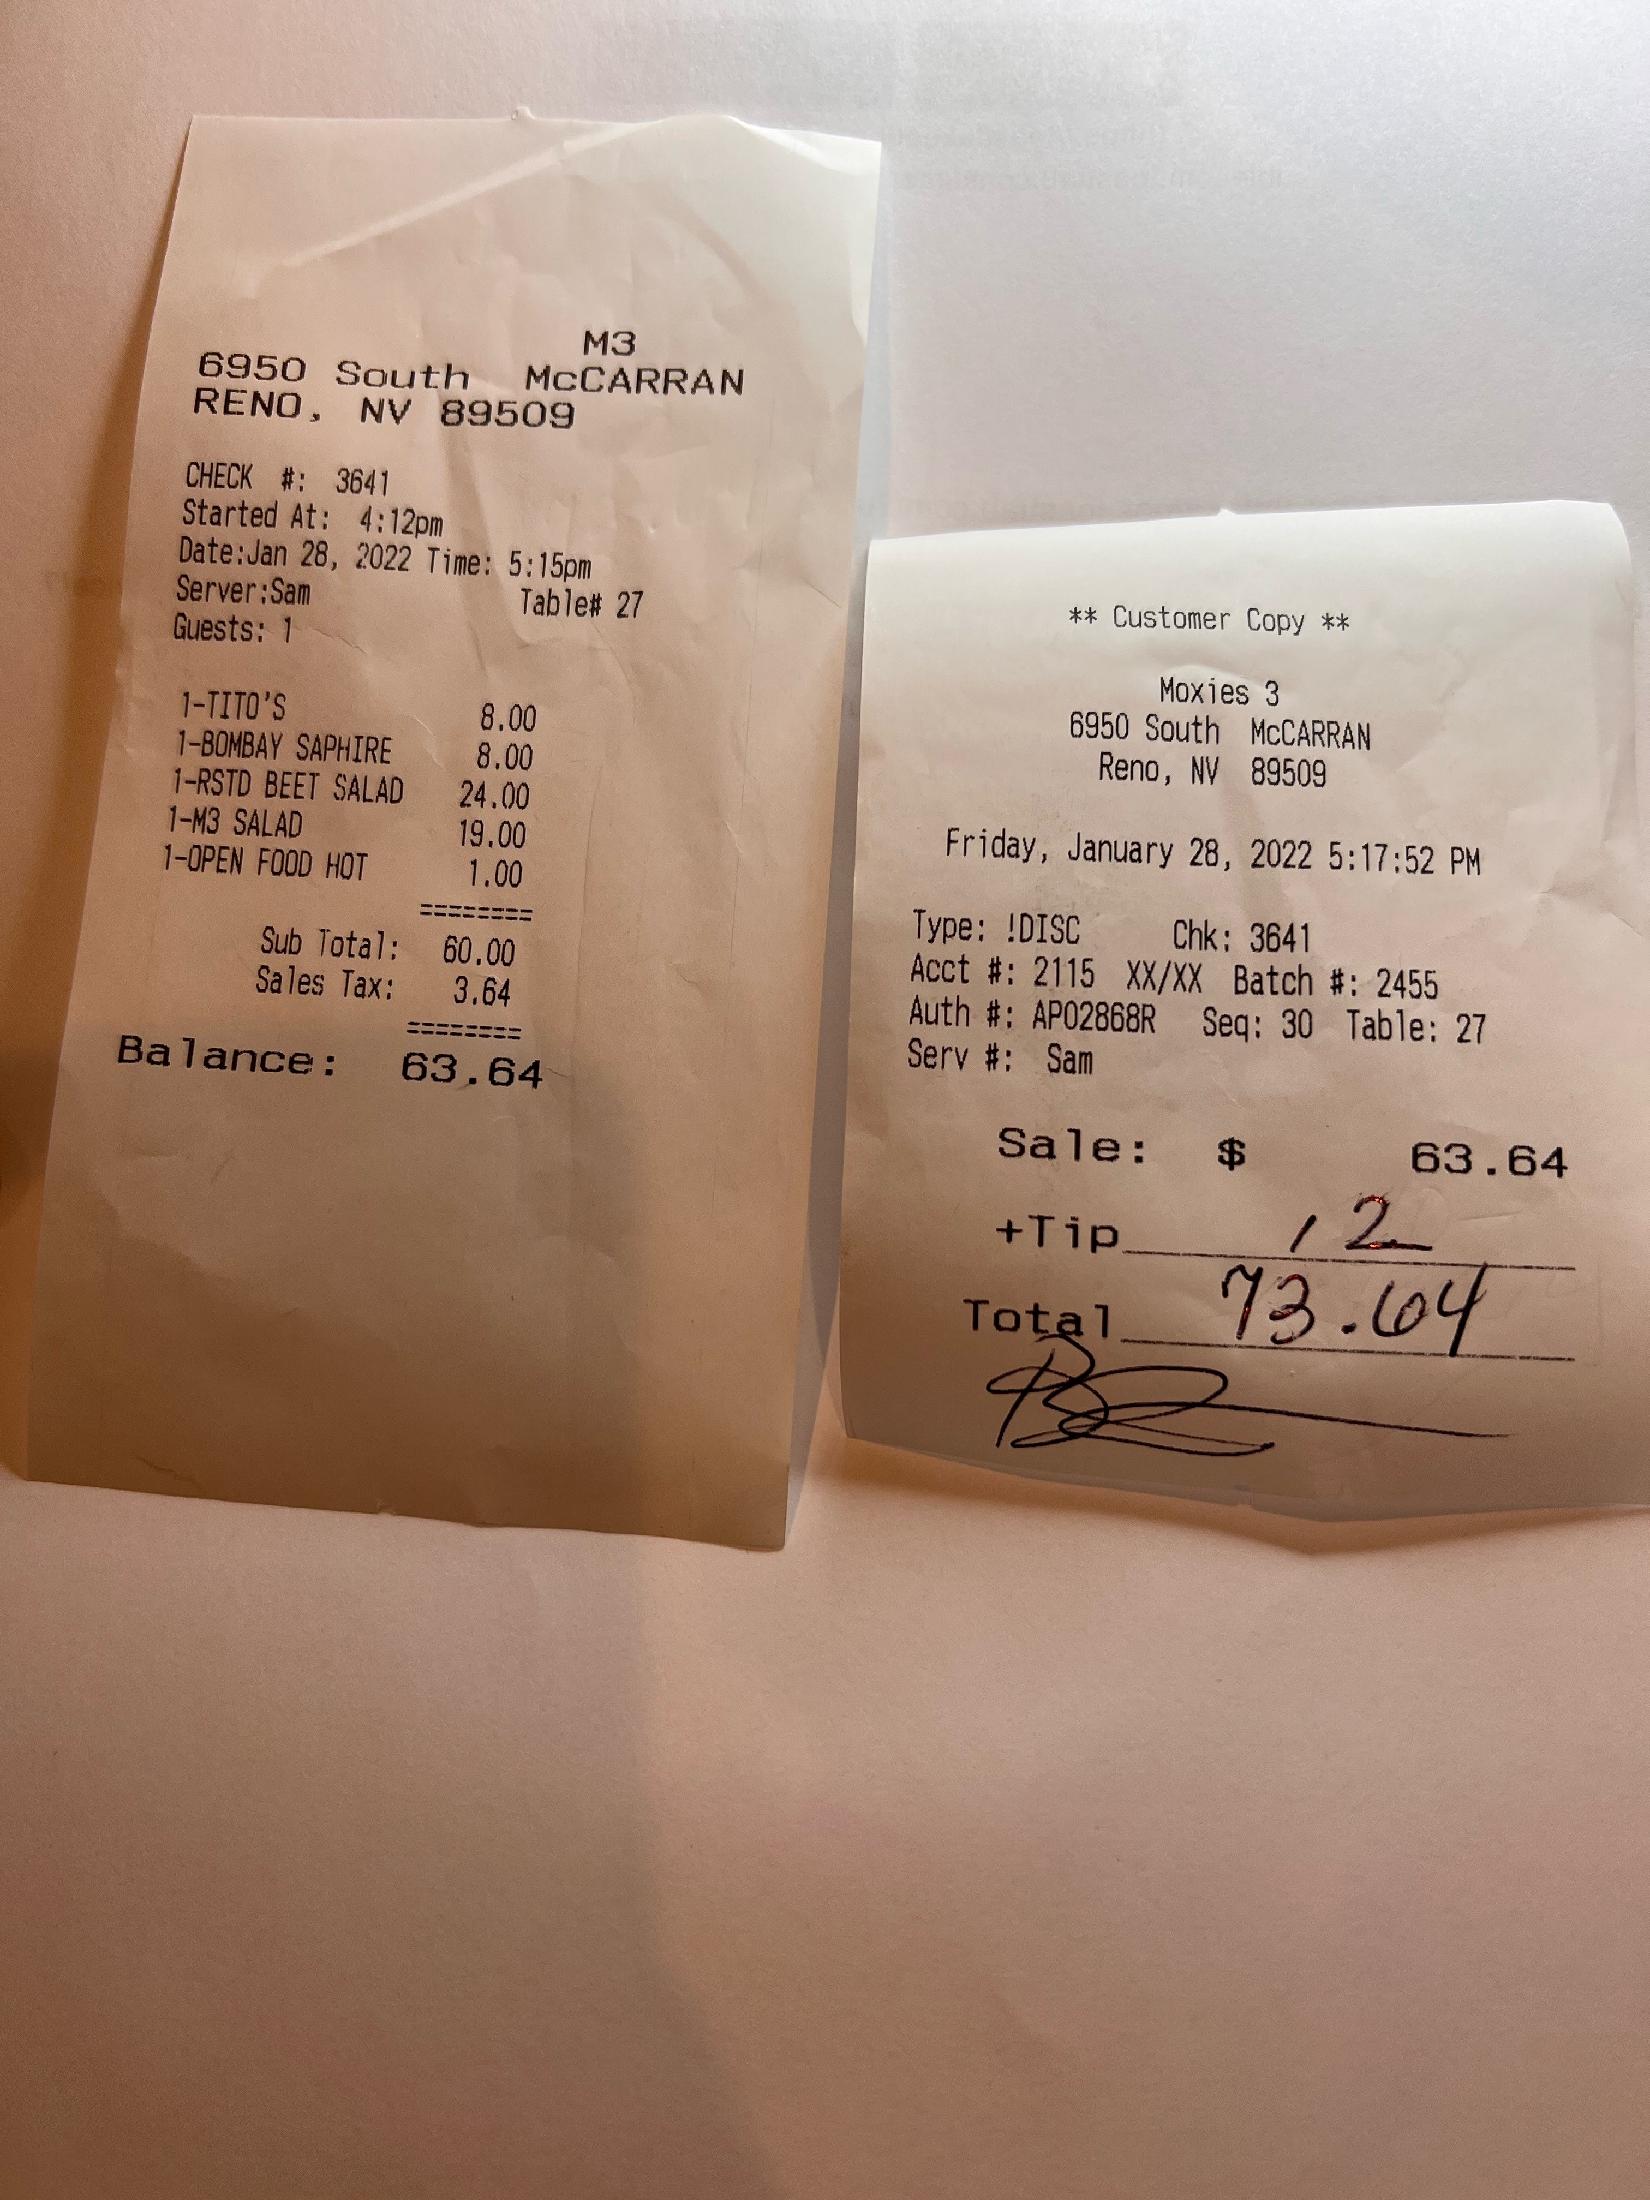 M3
6950 South McCARRAN
RENO, NV 89509
CHECK #: 3641
Started At: 4:12pm
Date:Jan 28, 2022 Time: 5:15pm
Server:Sam Table# 27
Guests: 1
1-TITO'S 8.00
1-BOMBAY SAPHIRE 8.00
1-RSTD BEET SALAD 24.00
1-M3 SALAD 19.00
1-OPEN FOOD HOT 1.00
========
Sub Total: 60.00
Sales Tax: 3.64
========
Balance: 63.64
** Customer Copy **
Moxies 3
6950 South McCARRAN
Reno, NV 89509
Friday, January 28, 2022 5:17:52 PM
Type: !DISC Chk: 3641
Acct #: 2115 XX/XX Batch #: 2455
Auth #: AP02868R Seq: 30 Table: 27
Serv #: Sam
Sale: $ 63.64
+Tip 12
Total 73.64